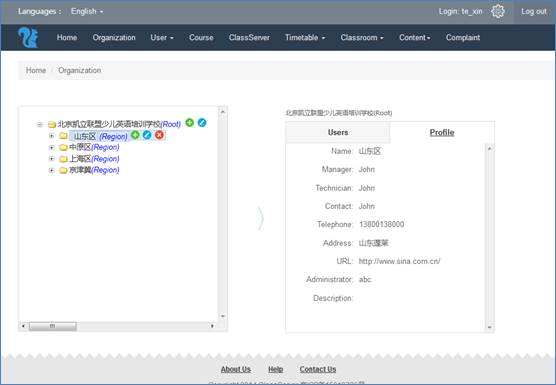 Languages : English
Login: te_xin Log out
Home Organization User Course ClassServer Timetable Classroom Content Complaint
Home / Organization
北京凯立联盟少儿英语培训学校(Root)
山东区 (Region)
中原区(Region)
上海区(Region)
京津冀(Region)
北京凯立联盟少儿英语培训学校(Root)
Users Profile
Name: 山东区
Manager: John
Technician: John
Contact: John
Telephone: 13800138000
Address: 山东蓬莱
URL: http://www.sina.com.cn/
Administrator: abc
Description:
About Us Help Contact Us